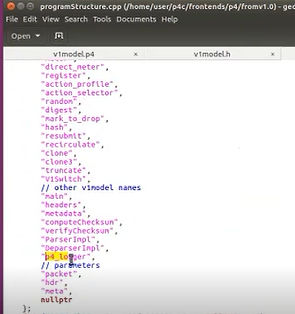 programStructure.cpp (/home/user/p4c/frontends/p4/fromv1.0) - ged
File Edit View Search Tools Documents Help
Open
v1model.p4 v1model.h
"direct_meter",
"register",
"action_profile",
"action_selector",
"random",
"digest",
"mark_to_drop",
"hash",
"resubmit",
"recirculate",
"clone",
"clone3",
"truncate",
"V1Switch",
// other v1model names
"main",
"headers",
"metadata",
"computeChecksum",
"verifyChecksum",
"ParserImpl",
"DeparserImpl",
"p4_logger",
// parameters
"packet",
"hdr",
"meta",
nullptr
};